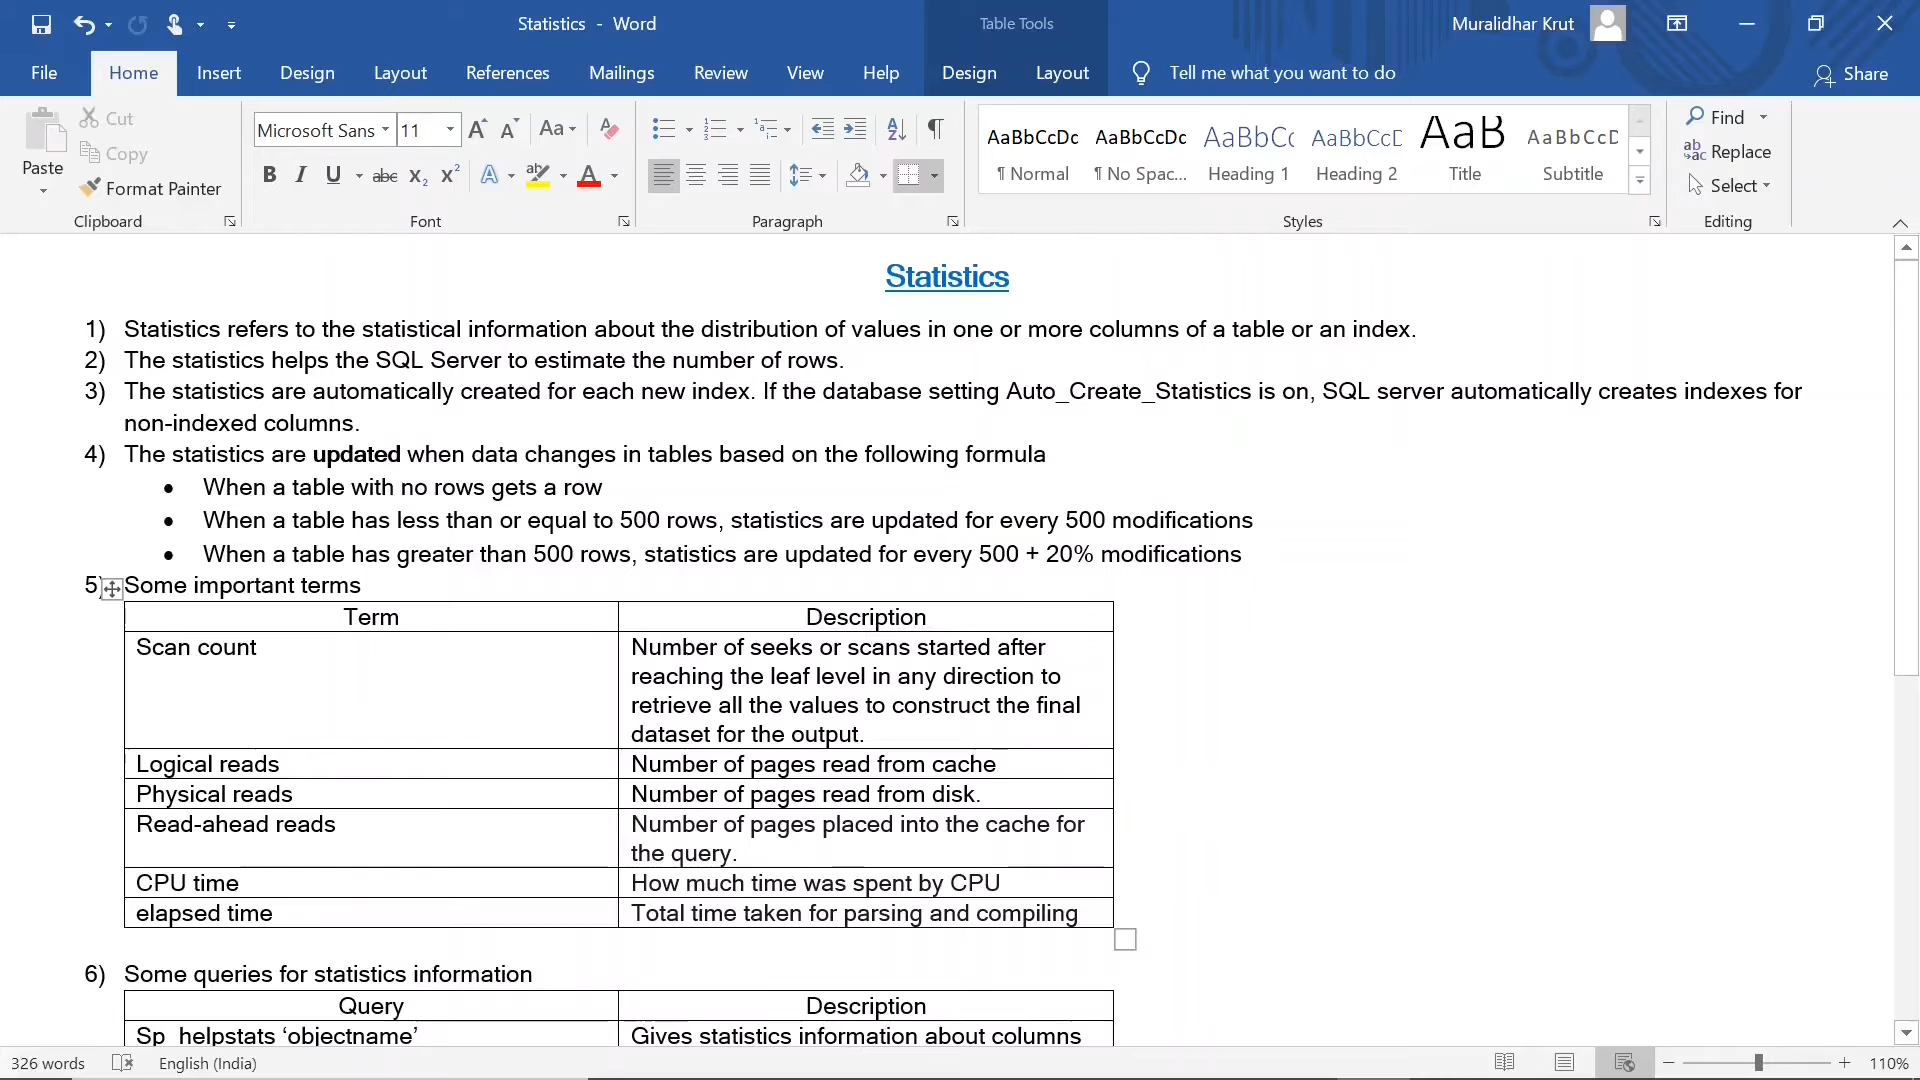 Statistics - Word
Table Tools
Muralidhar Krut
File Home Insert Design Layout References Mailings Review View Help Design Layout Tell me what you want to do Share
Cut
Copy
Paste
Format Painter
Clipboard
Microsoft Sans 11
Font
Paragraph
AaBbCcDc AaBbCcDc AaBbCc AaBbCcD AaB AaBbCcD
¶ Normal ¶ No Spac... Heading 1 Heading 2 Title Subtitle
Styles
Find
Replace
Select
Editing
Statistics
1) Statistics refers to the statistical information about the distribution of values in one or more columns of a table or an index.
2) The statistics helps the SQL Server to estimate the number of rows.
3) The statistics are automatically created for each new index. If the database setting Auto_Create_Statistics is on, SQL server automatically creates indexes for
non-indexed columns.
4) The statistics are updated when data changes in tables based on the following formula
• When a table with no rows gets a row
• When a table has less than or equal to 500 rows, statistics are updated for every 500 modifications
• When a table has greater than 500 rows, statistics are updated for every 500 + 20% modifications
5) Some important terms
Term Description
Scan count Number of seeks or scans started after
reaching the leaf level in any direction to
retrieve all the values to construct the final
dataset for the output.
Logical reads Number of pages read from cache
Physical reads Number of pages read from disk.
Read-ahead reads Number of pages placed into the cache for
the query.
CPU time How much time was spent by CPU
elapsed time Total time taken for parsing and compiling
6) Some queries for statistics information
Query Description
Sp_helpstats ‘objectname’ Gives statistics information about columns
326 words English (India) 110%